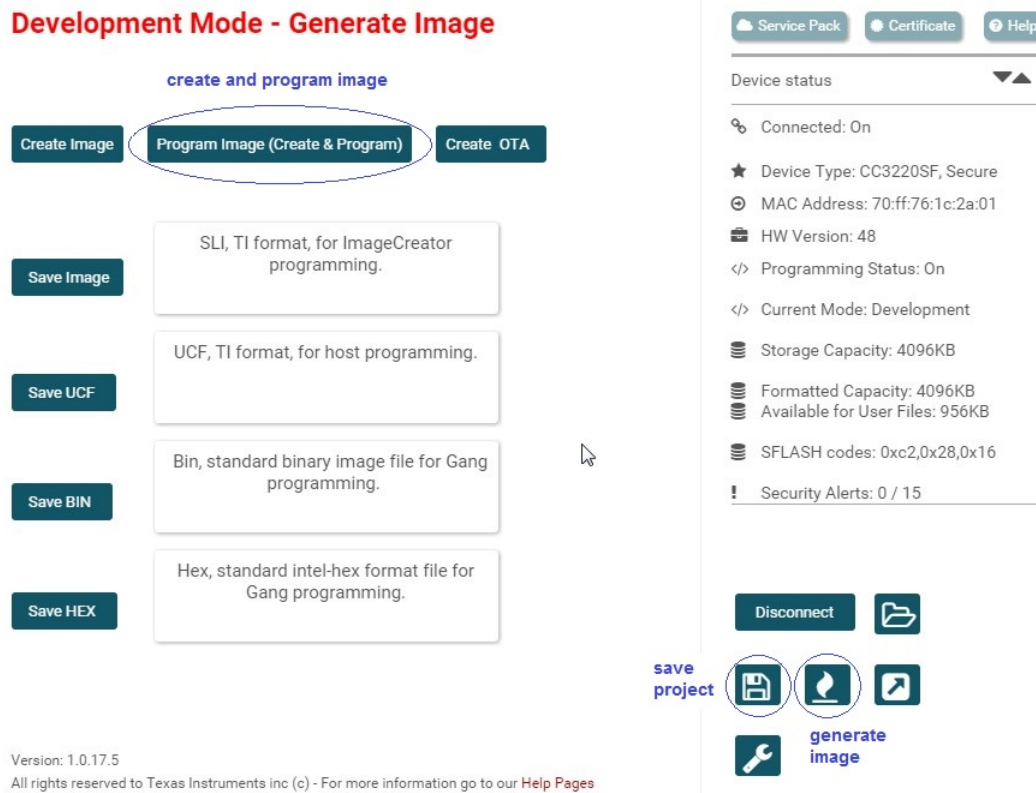 Development Mode - Generate Image
create and program image
Create Image
Program Image (Create & Program)
Create OTA
Save Image
SLI, TI format, for ImageCreator
programming.
Save UCF
UCF, TI format, for host programming.
Save BIN
Bin, standard binary image file for Gang
programming.
Save HEX
Hex, standard intel-hex format file for
Gang programming.
Version: 1.0.17.5
All rights reserved to Texas Instruments inc (c) - For more information go to our Help Pages
Service Pack
Certificate
Help
Device status
Connected: On
Device Type: CC3220SF, Secure
MAC Address: 70:ff:76:1c:2a:01
HW Version: 48
</> Programming Status: On
</> Current Mode: Development
Storage Capacity: 4096KB
Formatted Capacity: 4096KB
Available for User Files: 956KB
SFLASH codes: 0xc2,0x28,0x16
! Security Alerts: 0 / 15
Disconnect
save
project
generate
image